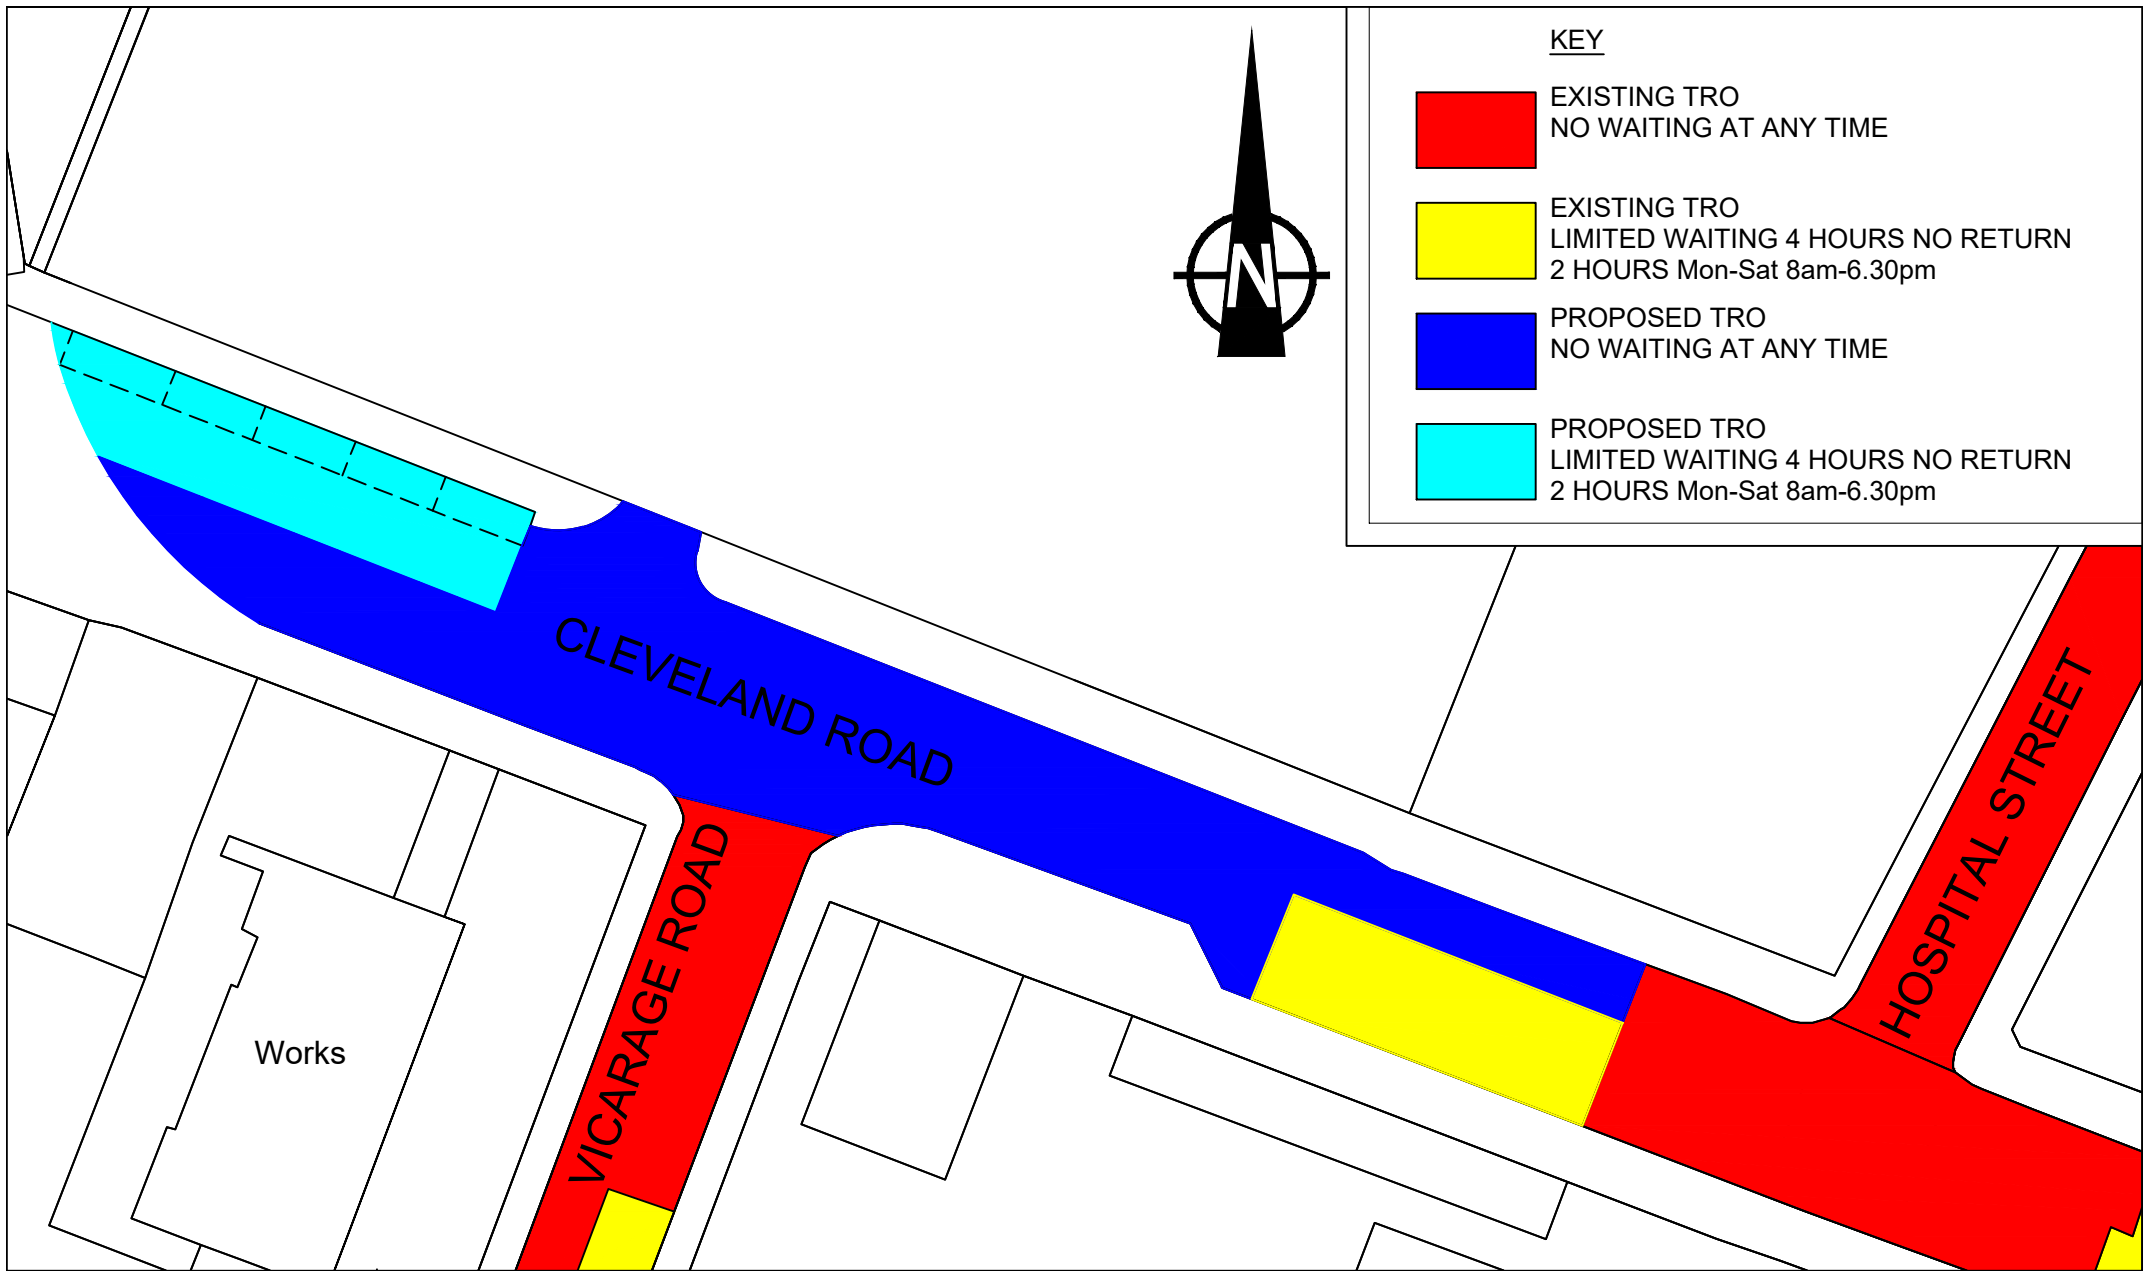 KEY
EXISTING TRO
NO WAITING AT ANY TIME
EXISTING TRO
LIMITED WAITING 4 HOURS NO RETURN
2 HOURS Mon-Sat 8am-6.30pm
PROPOSED TRO
NO WAITING AT ANY TIME
PROPOSED TRO
LIMITED WAITING 4 HOURS NO RETURN
2 HOURS Mon-Sat 8am-6.30pm
N
CLEVELAND ROAD
HOSPITAL STREET
VICARAGE ROAD
Works